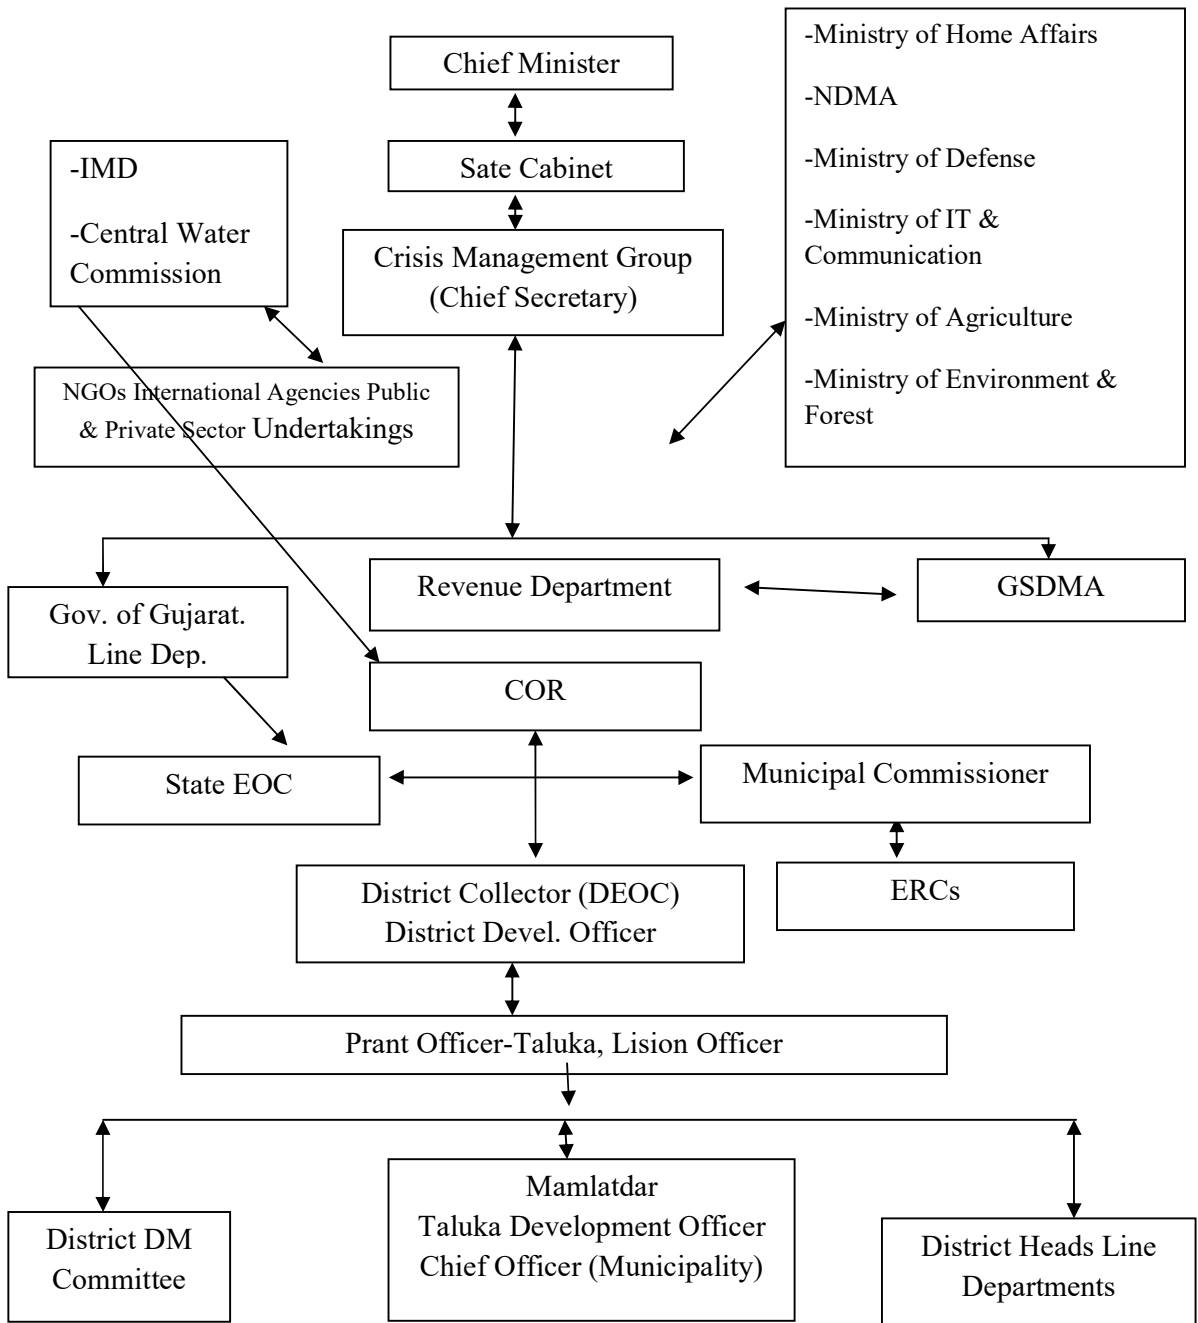 Chief Minister
Sate Cabinet
Crisis Management Group
(Chief Secretary)
-Ministry of Home Affairs
-NDMA
-Ministry of Defense
-Ministry of IT &
Communication
-Ministry of Agriculture
-Ministry of Environment &
Forest
-IMD
-Central Water
Commission
NGOs International Agencies Public
& Private Sector Undertakings
Revenue Department
GSDMA
Gov. of Gujarat.
Line Dep.
COR
State EOC
Municipal Commissioner
ERCs
District Collector (DEOC)
District Devel. Officer
Prant Officer-Taluka, Lision Officer
District DM
Committee
Mamlatdar
Taluka Development Officer
Chief Officer (Municipality)
District Heads Line
Departments